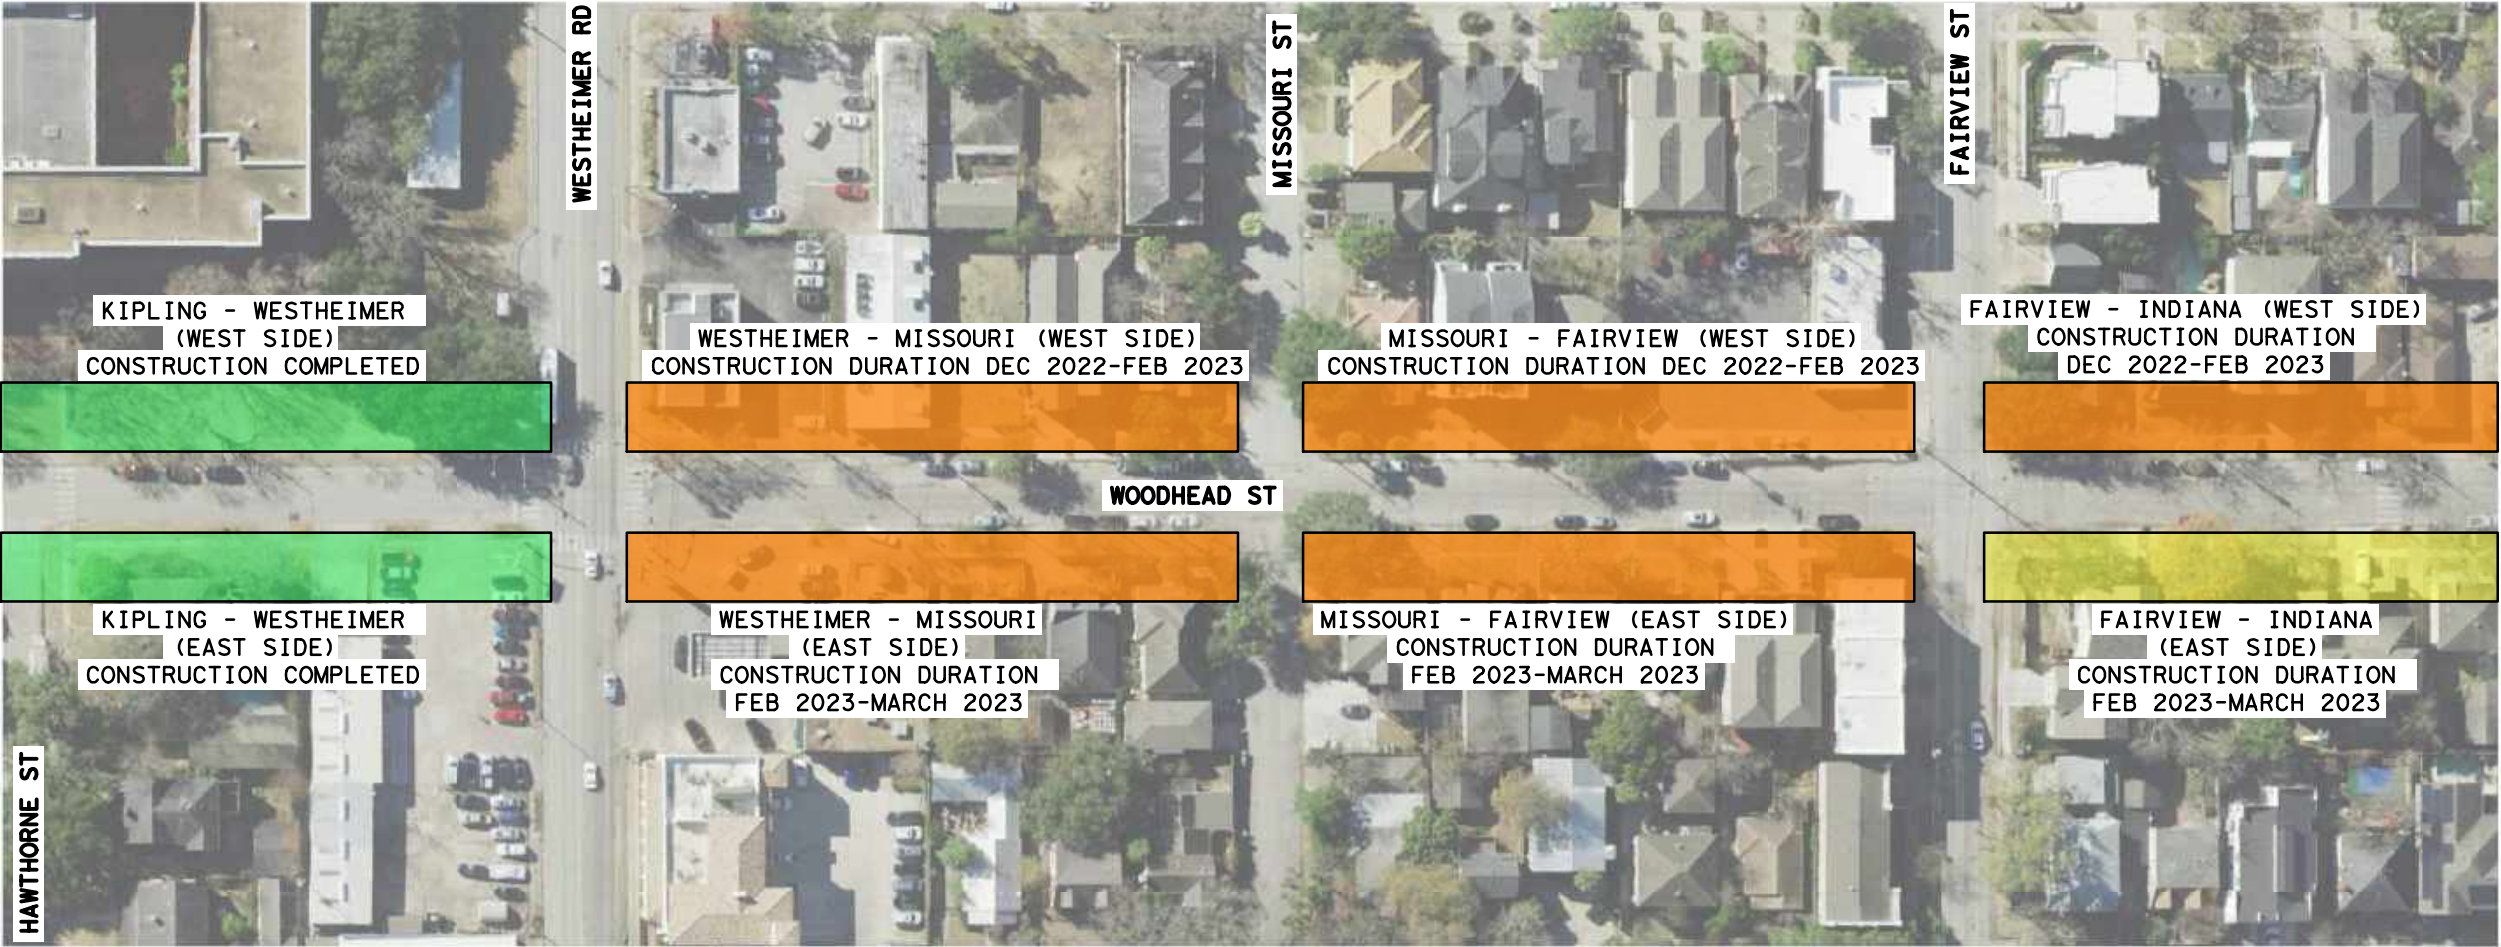 WESTHEIMER RD
MISSOURI ST
FAIRVIEW ST
KIPLING - WESTHEIMER
(WEST SIDE)
CONSTRUCTION COMPLETED
WESTHEIMER - MISSOURI (WEST SIDE)
CONSTRUCTION DURATION DEC 2022-FEB 2023
MISSOURI - FAIRVIEW (WEST SIDE)
CONSTRUCTION DURATION DEC 2022-FEB 2023
FAIRVIEW - INDIANA (WEST SIDE)
CONSTRUCTION DURATION
DEC 2022-FEB 2023
WOODHEAD ST
KIPLING - WESTHEIMER
(EAST SIDE)
CONSTRUCTION COMPLETED
WESTHEIMER - MISSOURI
(EAST SIDE)
CONSTRUCTION DURATION
FEB 2023-MARCH 2023
MISSOURI - FAIRVIEW (EAST SIDE)
CONSTRUCTION DURATION
FEB 2023-MARCH 2023
FAIRVIEW - INDIANA
(EAST SIDE)
CONSTRUCTION DURATION
FEB 2023-MARCH 2023
HAWTHORNE ST